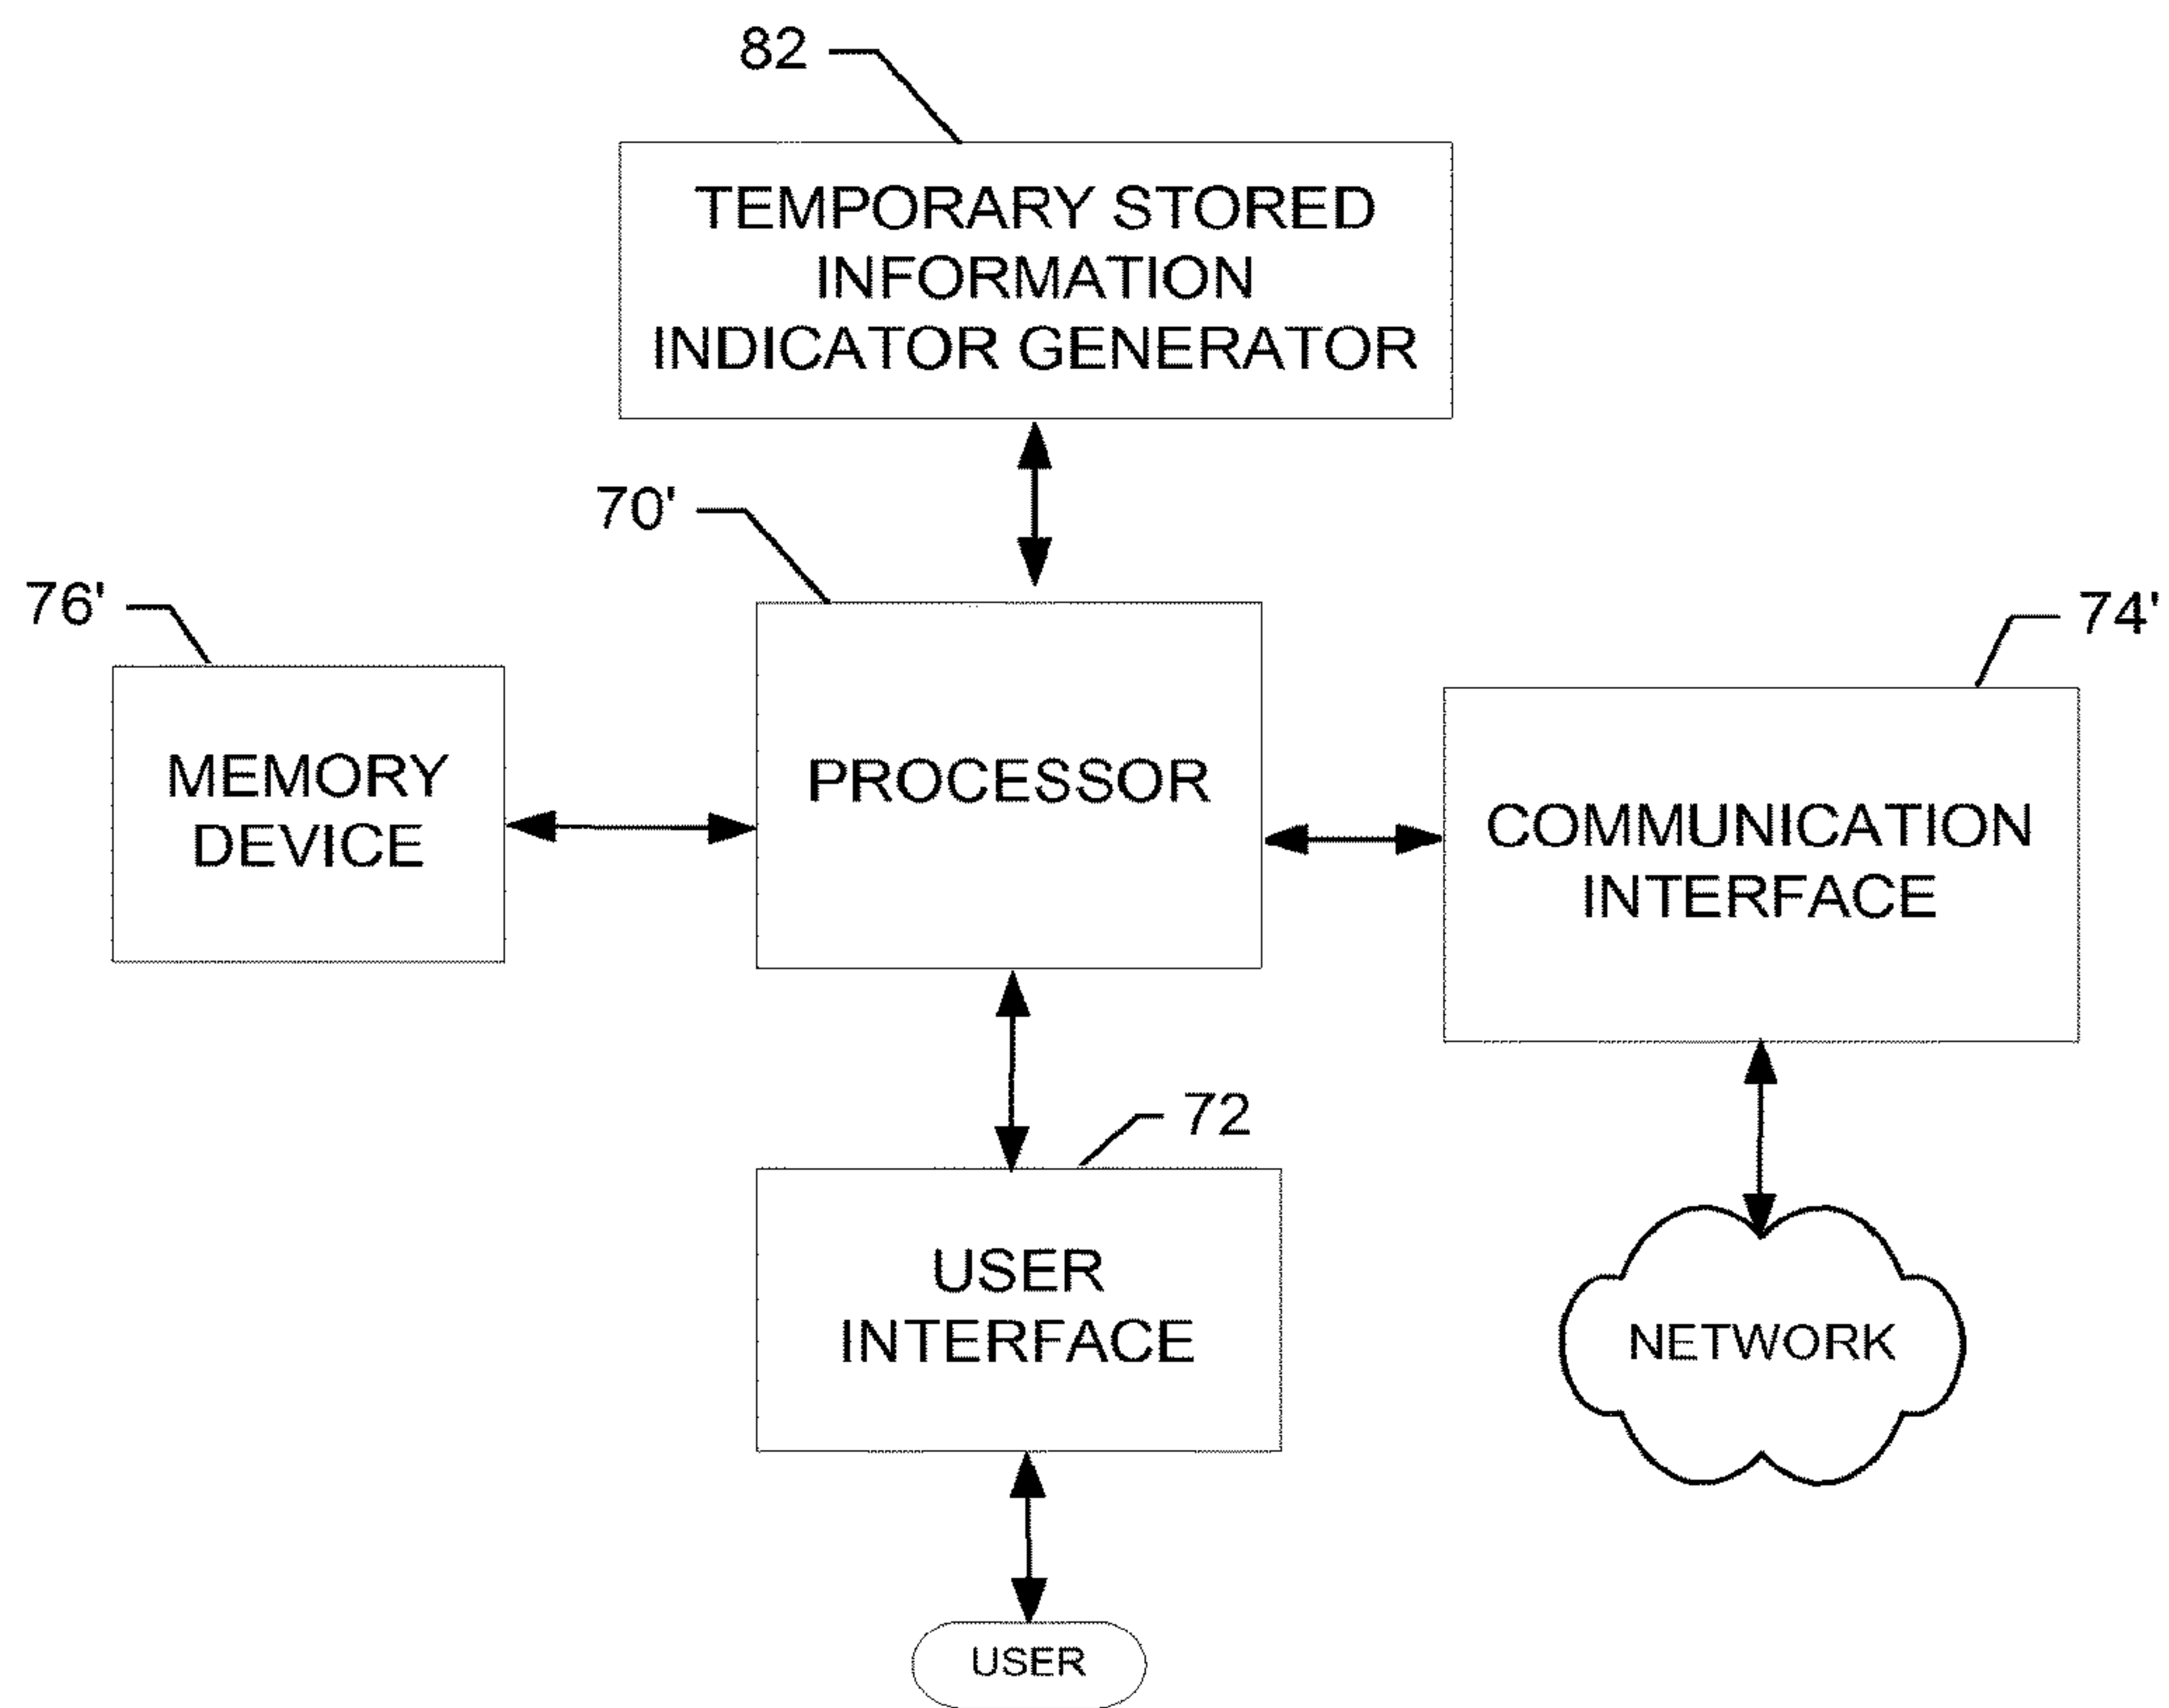 82
TEMPORARY STORED
INFORMATION
INDICATOR GENERATOR
70'
76'
74'
MEMORY
DEVICE
PROCESSOR
COMMUNICATION
INTERFACE
72
USER
INTERFACE
NETWORK
USER